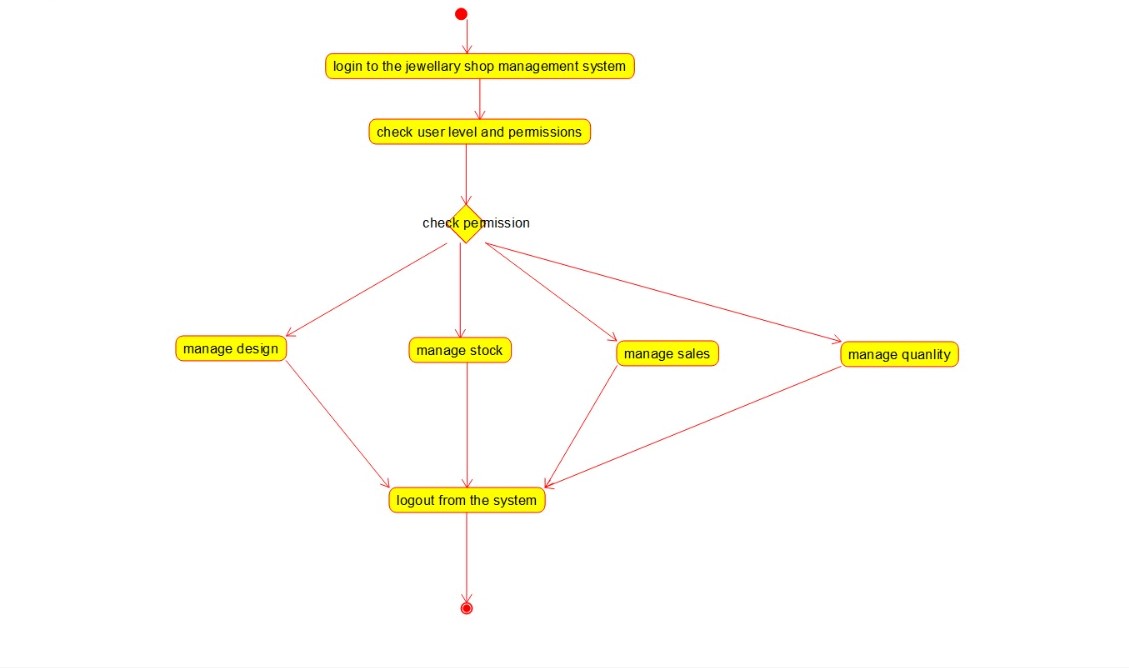 login to the jewellary shop management system
check user level and permissions
check permission
manage design
manage stock
manage sales
manage quanlity
logout from the system